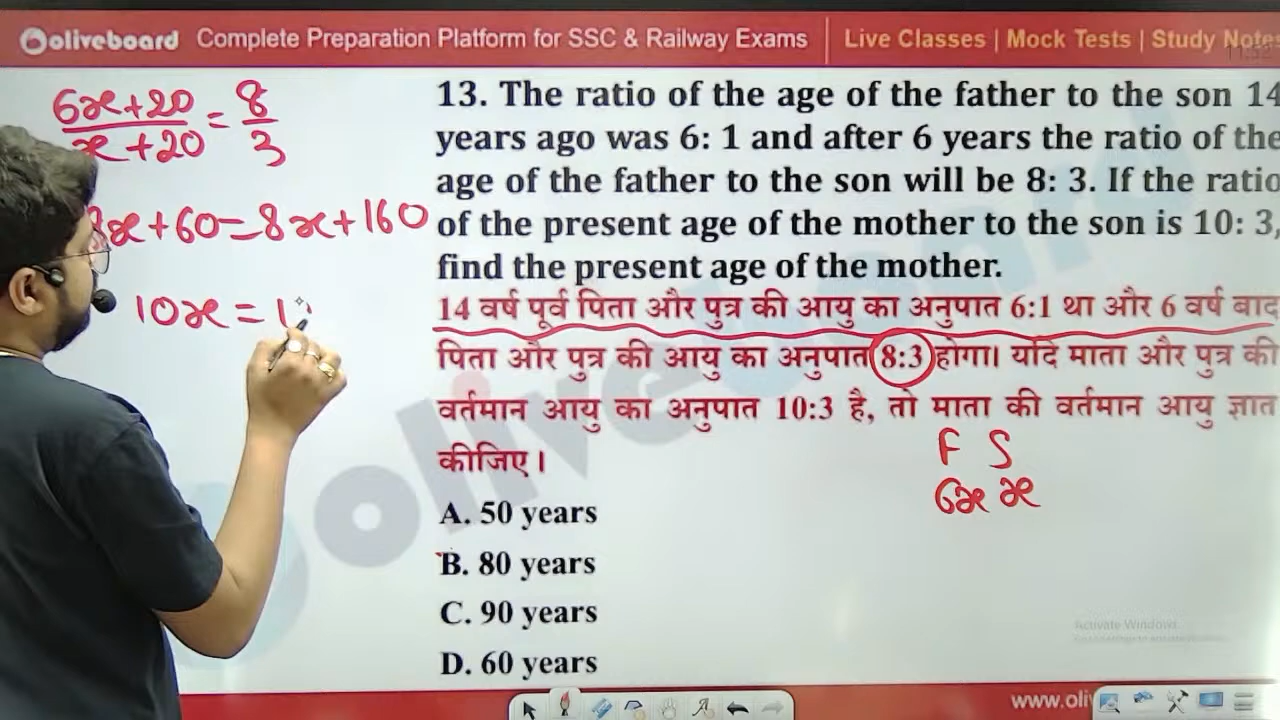 oliveboard Complete Preparation Platform for SSC & Railway Exams Live Classes | Mock Tests | Study Notes
6x+20 / x+20 = 8 / 3
8x+60=8x+160
10x=1
13. The ratio of the age of the father to the son 14
years ago was 6: 1 and after 6 years the ratio of the
age of the father to the son will be 8: 3. If the ratio
of the present age of the mother to the son is 10: 3,
find the present age of the mother.
14 वर्ष पूर्व पिता और पुत्र की आयु का अनुपात 6:1 था और 6 वर्ष बाद
पिता और पुत्र की आयु का अनुपात 8:3 होगा। यदि माता और पुत्र की
वर्तमान आयु का अनुपात 10:3 है, तो माता की वर्तमान आयु ज्ञात
कीजिए।
F S
6x x
A. 50 years
B. 80 years
C. 90 years
D. 60 years
Activate Windows
www.oli